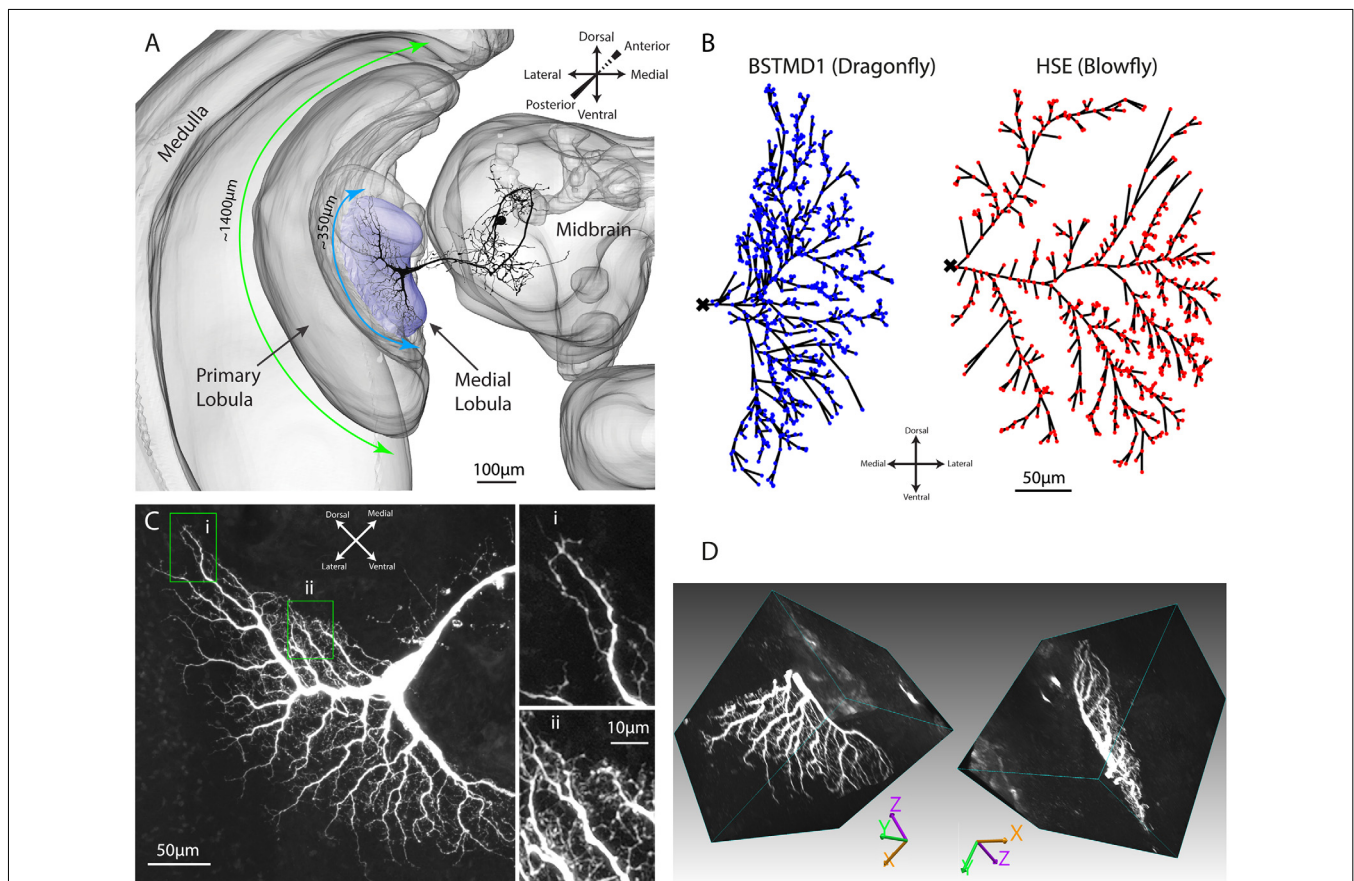 A
Dorsal
Anterior
Lateral
Medial
Posterior
Ventral
Medulla
~1400µm
~350µm
Midbrain
Primary
Lobula
Medial
Lobula
100µm
B
BSTMD1 (Dragonfly)
HSE (Blowfly)
Dorsal
Medial
Lateral
Ventral
50µm
C
i
Dorsal
Medial
Lateral
Ventral
ii
50µm
i
ii
10µm
D
Z
Y
X
X
Z
Y